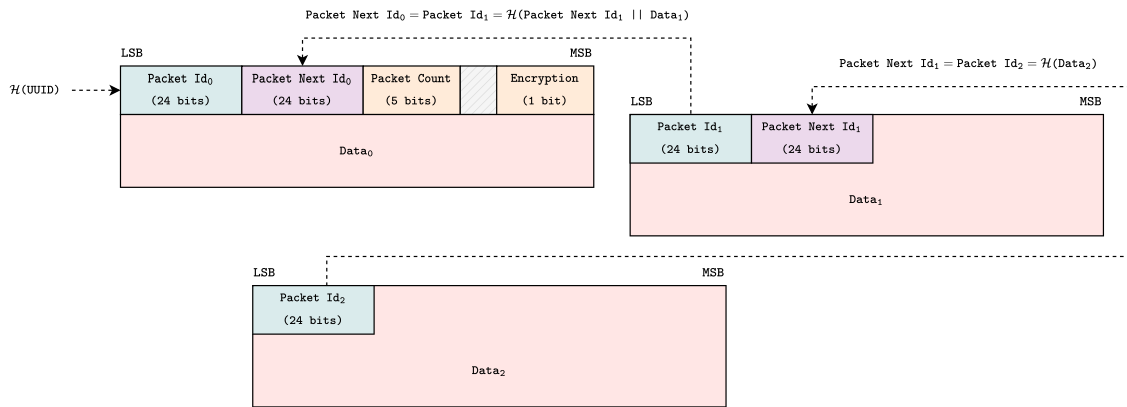 Packet Next Id₀ = Packet Id₁ = ℋ(Packet Next Id₁ || Data₁)
LSB MSB
ℋ(UUID)
Packet Id₀ Packet Next Id₀ Packet Count Encryption
(24 bits) (24 bits) (5 bits) (1 bit)
Data₀
Packet Next Id₁ = Packet Id₂ = ℋ(Data₂)
LSB MSB
Packet Id₁ Packet Next Id₁
(24 bits) (24 bits)
Data₁
LSB MSB
Packet Id₂
(24 bits)
Data₂